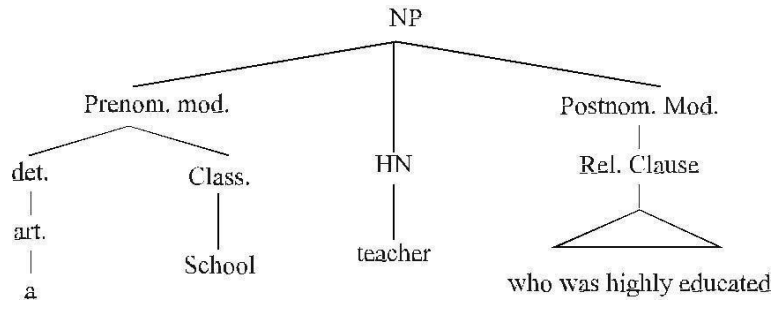 NP
Prenom. mod. Postnom. Mod.
det. Class. HN Rel. Clause
art. School teacher
a who was highly educated